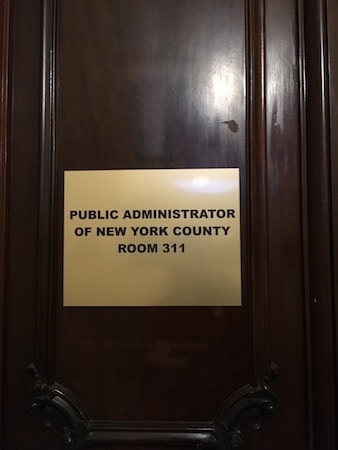 PUBLIC ADMINISTRATOR
OF NEW YORK COUNTY
ROOM 311